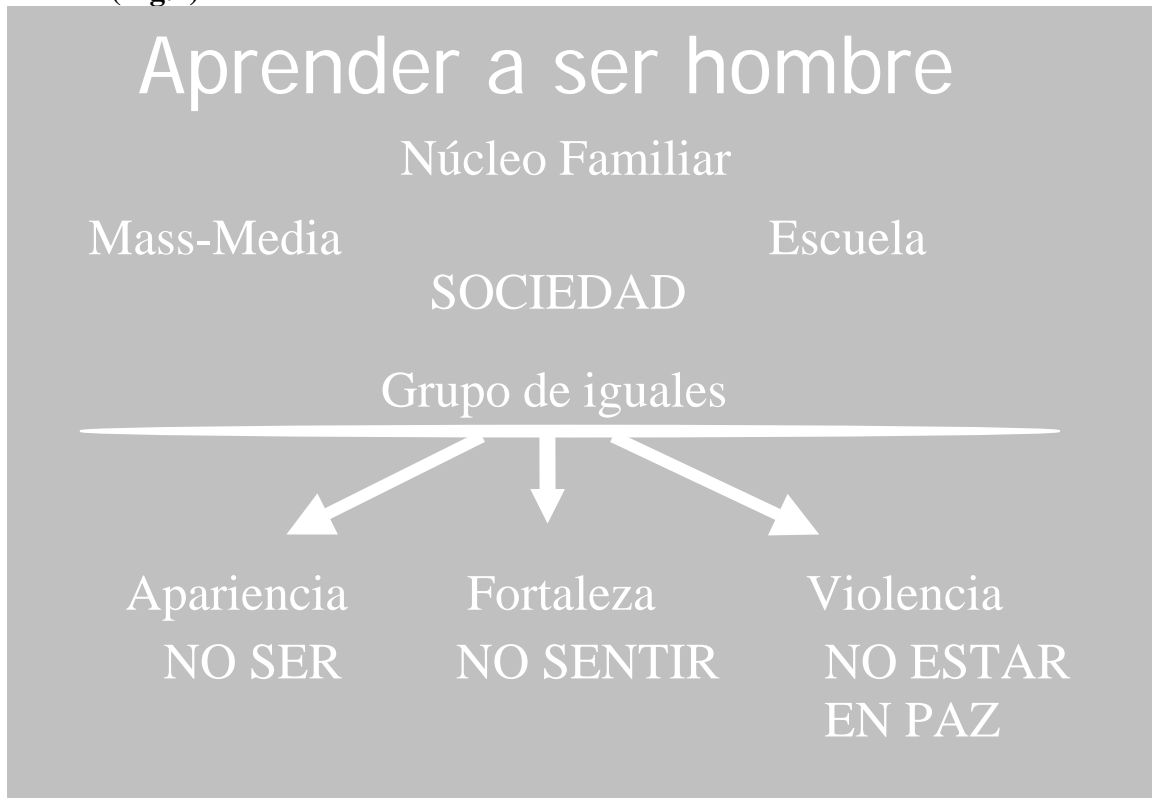 Aprender a ser hombre
Núcleo Familiar
Mass-Media Escuela
SOCIEDAD
Grupo de iguales
Apariencia Fortaleza Violencia
NO SER NO SENTIR NO ESTAR
EN PAZ